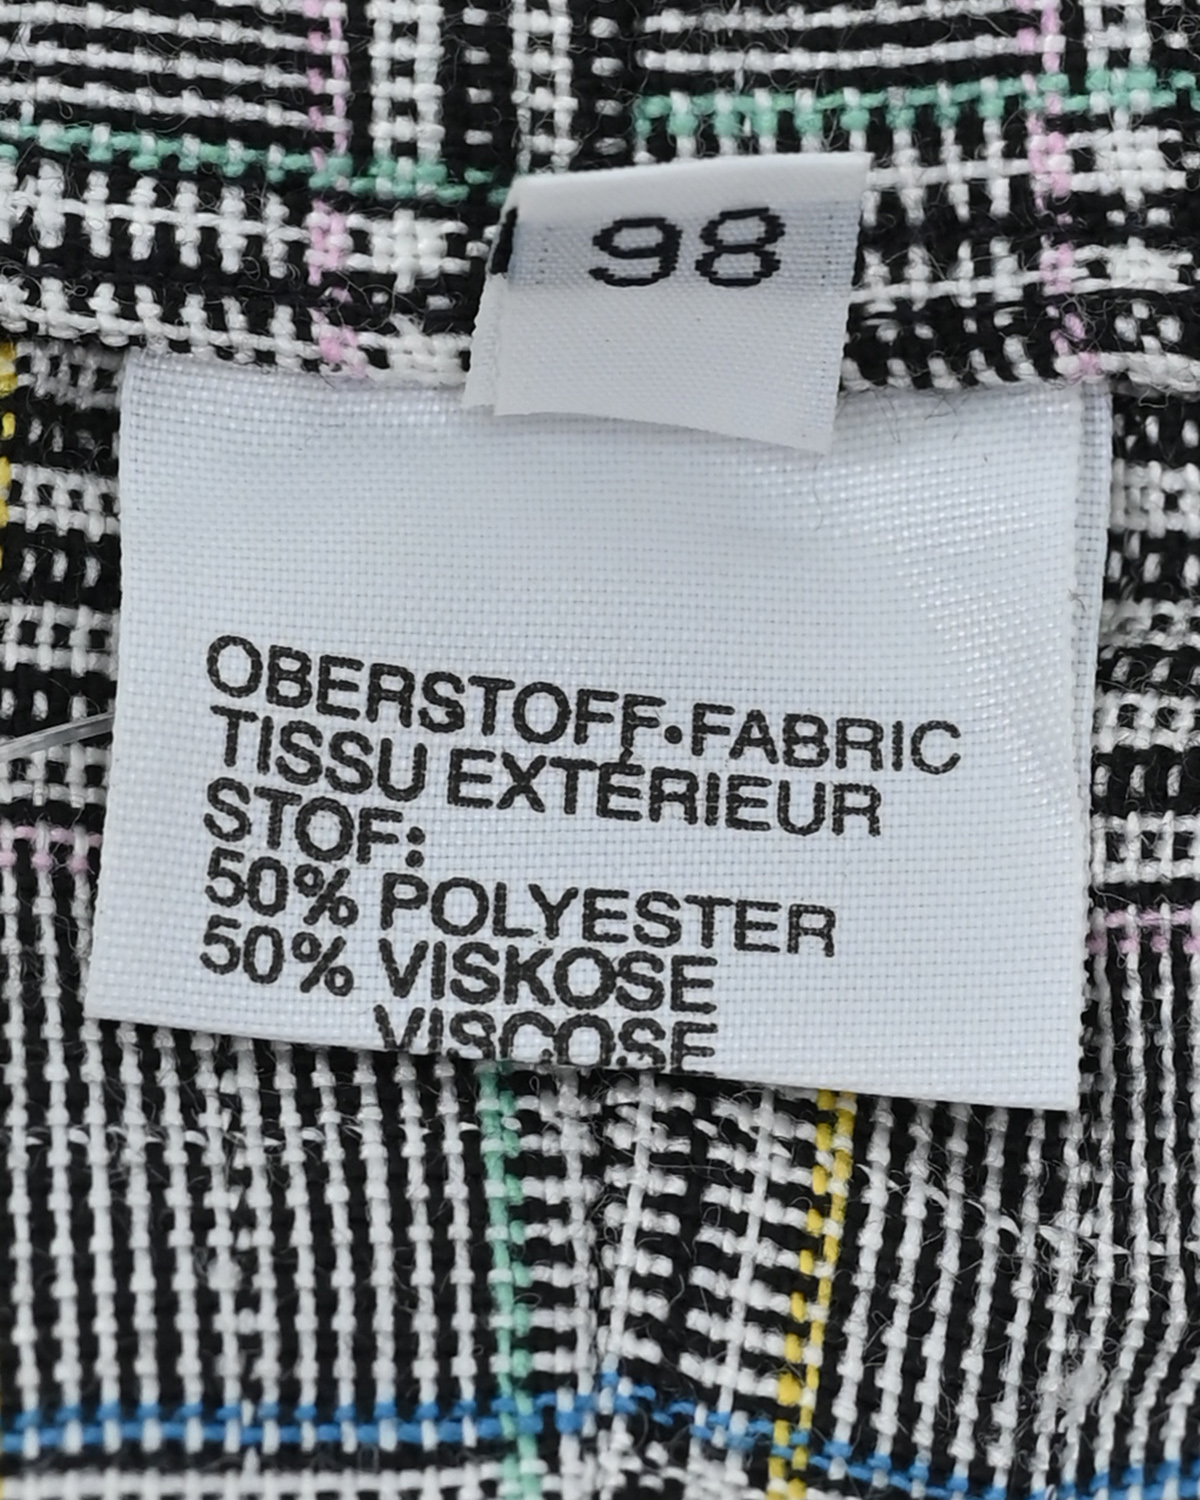 98
OBERSTOFF•FABRIC
TISSU EXTÉRIEUR
STOF:
50% POLYESTER
50% VISKOSE
VISCOSE